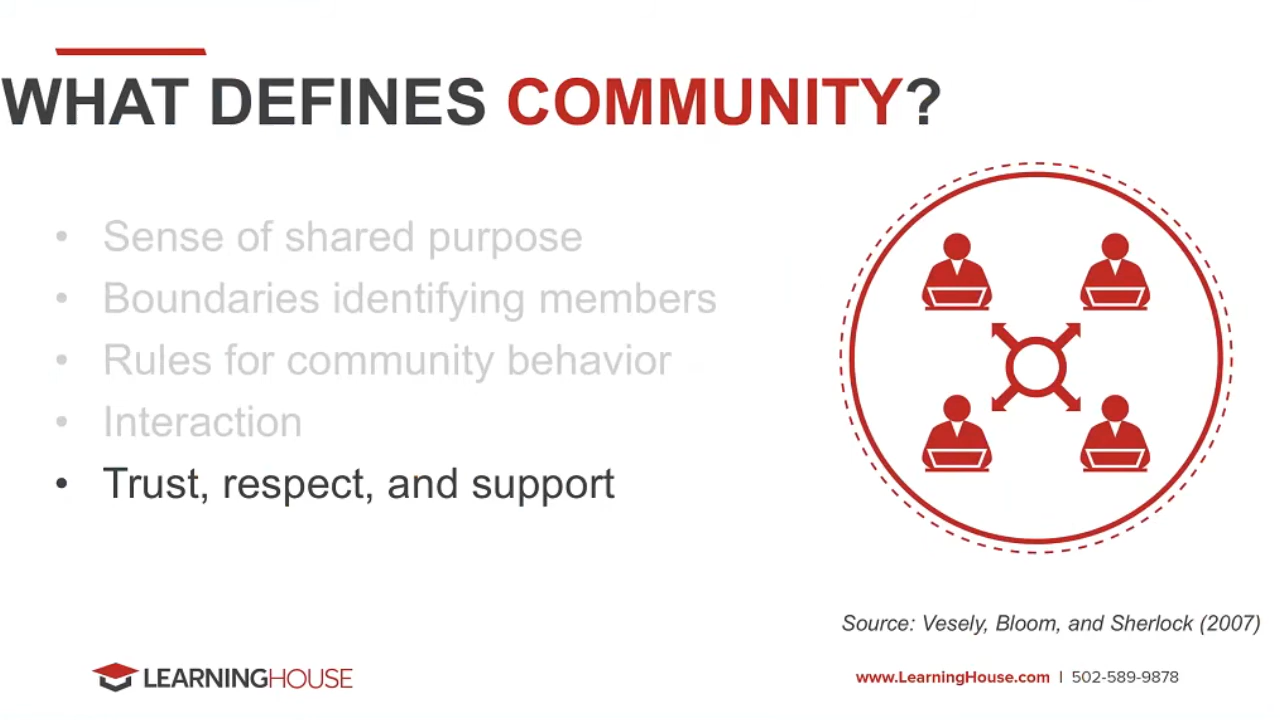 WHAT DEFINES COMMUNITY?
• Sense of shared purpose
• Boundaries identifying members
• Rules for community behavior
• Interaction
• Trust, respect, and support
Source: Vesely, Bloom, and Sherlock (2007)
LEARNINGHOUSE
www.LearningHouse.com | 502-589-9878